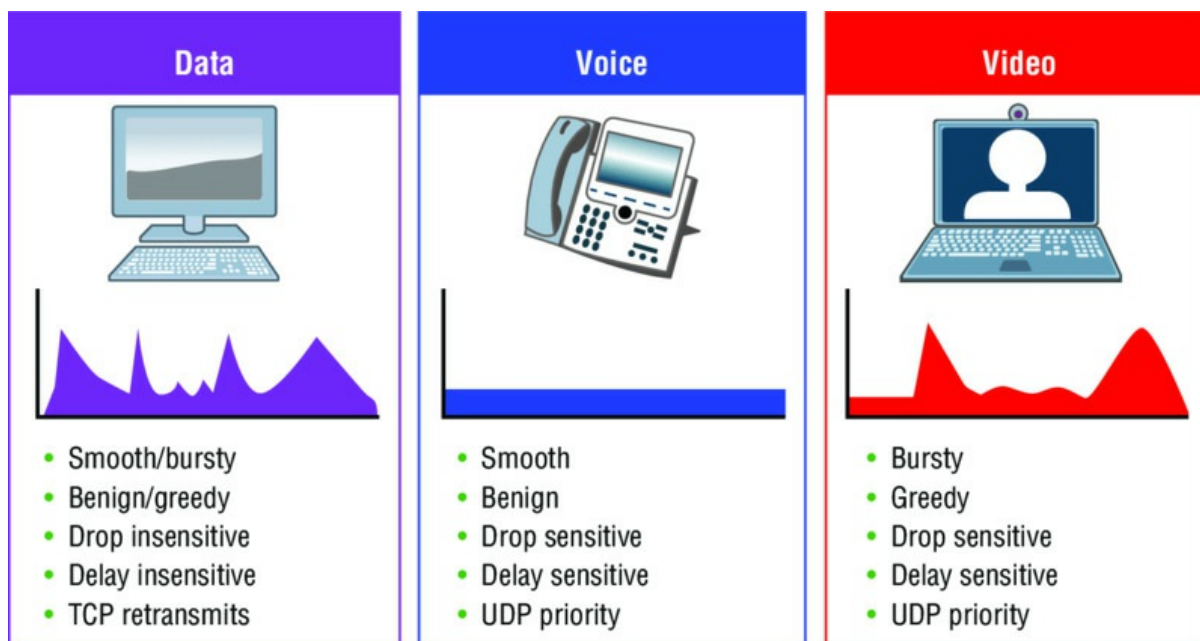 Data
Smooth/bursty
Benign/greedy
Drop insensitive
Delay insensitive
TCP retransmits
Voice
Smooth
Benign
Drop sensitive
Delay sensitive
UDP priority
Video
Bursty
Greedy
Drop sensitive
Delay sensitive
UDP priority